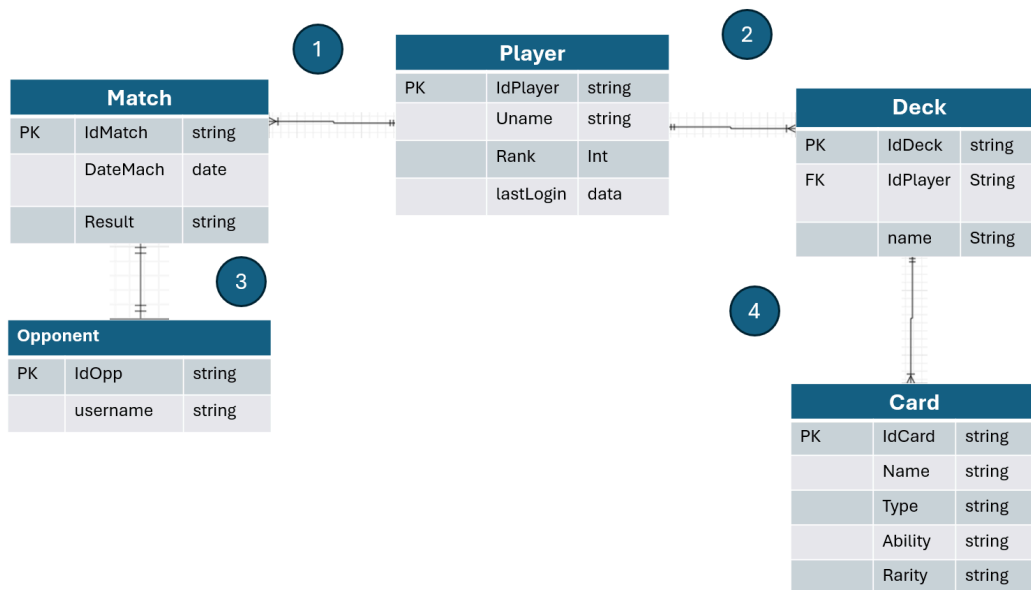 1
2
Player
PK IdPlayer string
Uname string
Rank Int
lastLogin data
Match
PK IdMatch string
DateMach date
Result string
Deck
PK IdDeck string
FK IdPlayer String
name String
3
4
Opponent
PK IdOpp string
username string
Card
PK IdCard string
Name string
Type string
Ability string
Rarity string